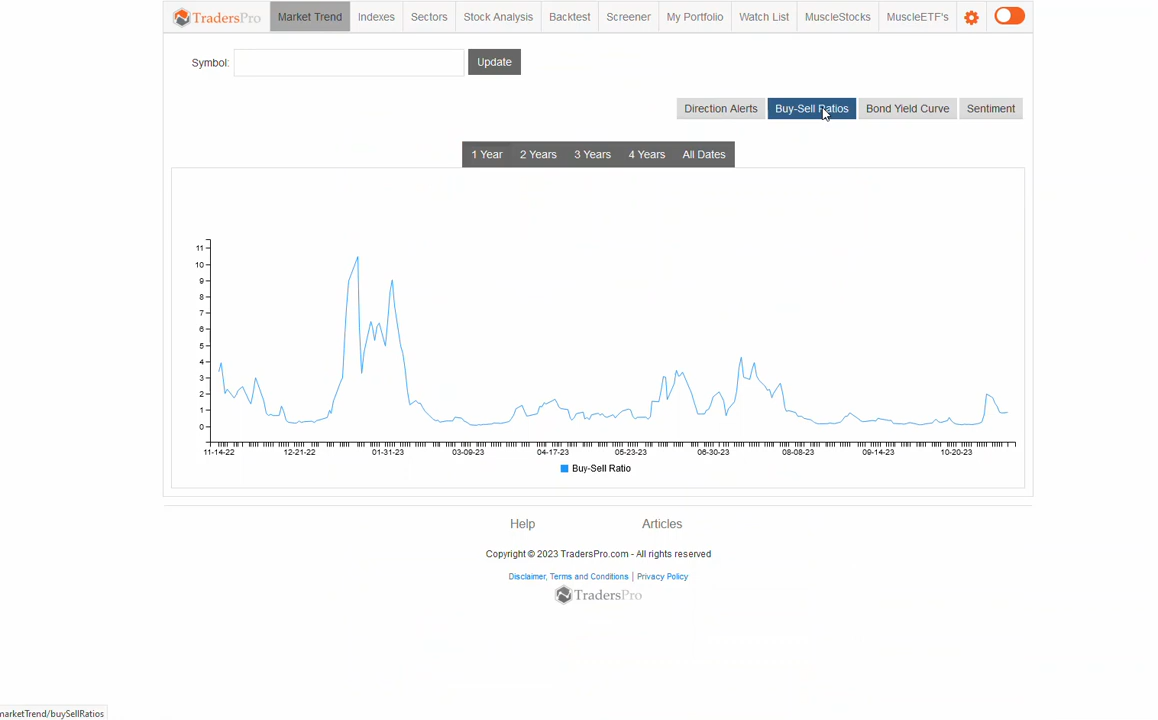 TradersPro Market Trend Indexes Sectors Stock Analysis Backtest Screener My Portfolio Watch List MuscleStocks MuscleETF's
Symbol: Update
Direction Alerts Buy-Sell Ratios Bond Yield Curve Sentiment
1 Year 2 Years 3 Years 4 Years All Dates
11
10
9
8
7
6
5
4
3
2
1
0
11-14-22 12-21-22 01-31-23 03-09-23 04-17-23 05-23-23 06-30-23 08-08-23 09-14-23 10-20-23
Buy-Sell Ratio
Help Articles
Copyright © 2023 TradersPro.com - All rights reserved
Disclaimer, Terms and Conditions | Privacy Policy
TradersPro
marketTrend/buySellRatios